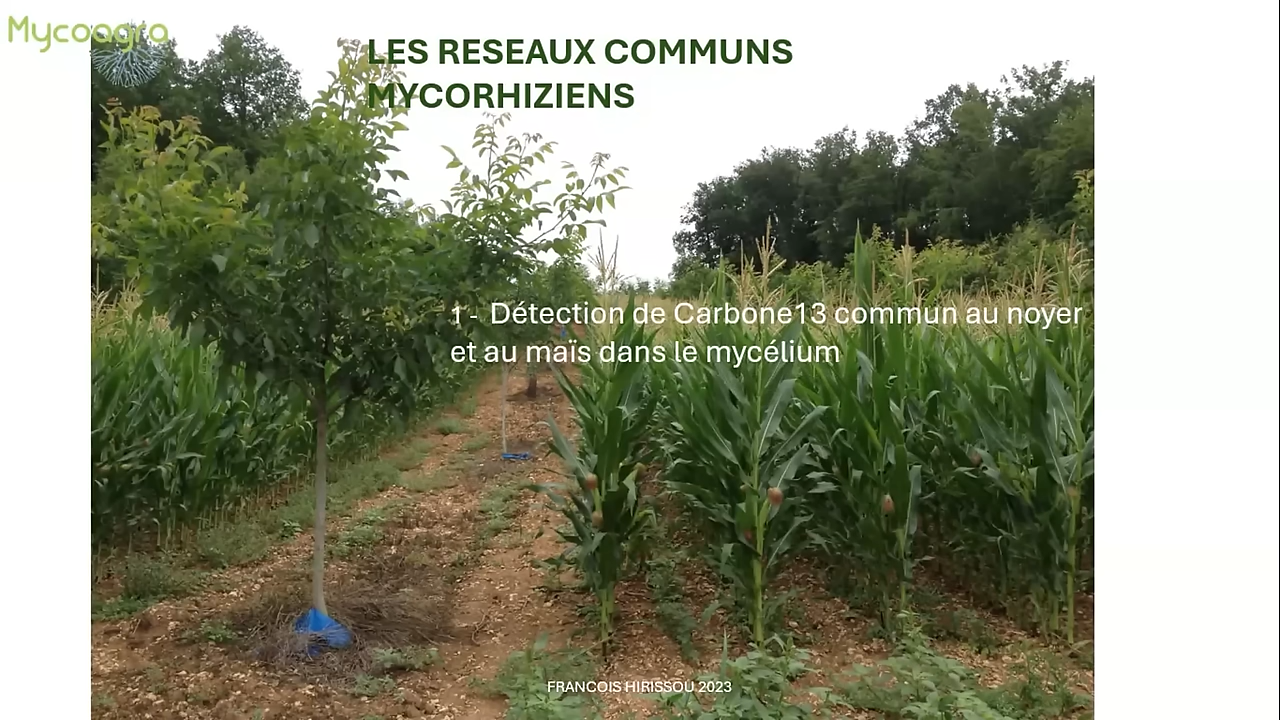 Mycoagra
LES RESEAUX COMMUNS
MYCORHIZIENS
1 - Détection de Carbone13 commun au noyer
et au maïs dans le mycélium
FRANCOIS HIRISSOU 2023